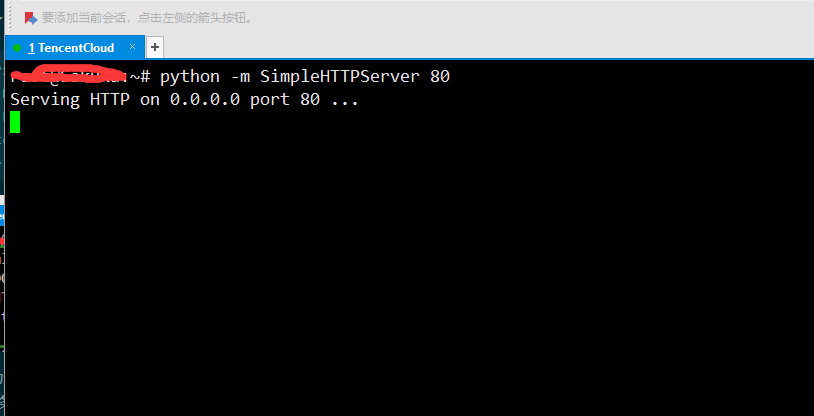 要添加当前会话，点击左侧的箭头按钮。
1 TencentCloud × +
:~# python -m SimpleHTTPServer 80
Serving HTTP on 0.0.0.0 port 80 ...